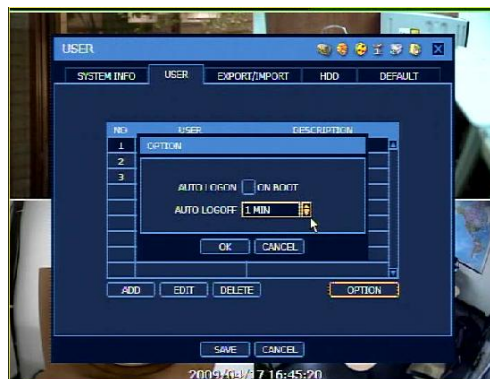 USER
SYSTEM INFO USER EXPORT/IMPORT HDD DEFAULT
NO USER DESCRIPTION
1
OPTION
2
3
AUTO LOGON ON BOOT
AUTO LOGOFF 1 MIN
OK CANCEL
ADD EDIT DELETE OPTION
SAVE CANCEL
2009/04/17 16:45:20